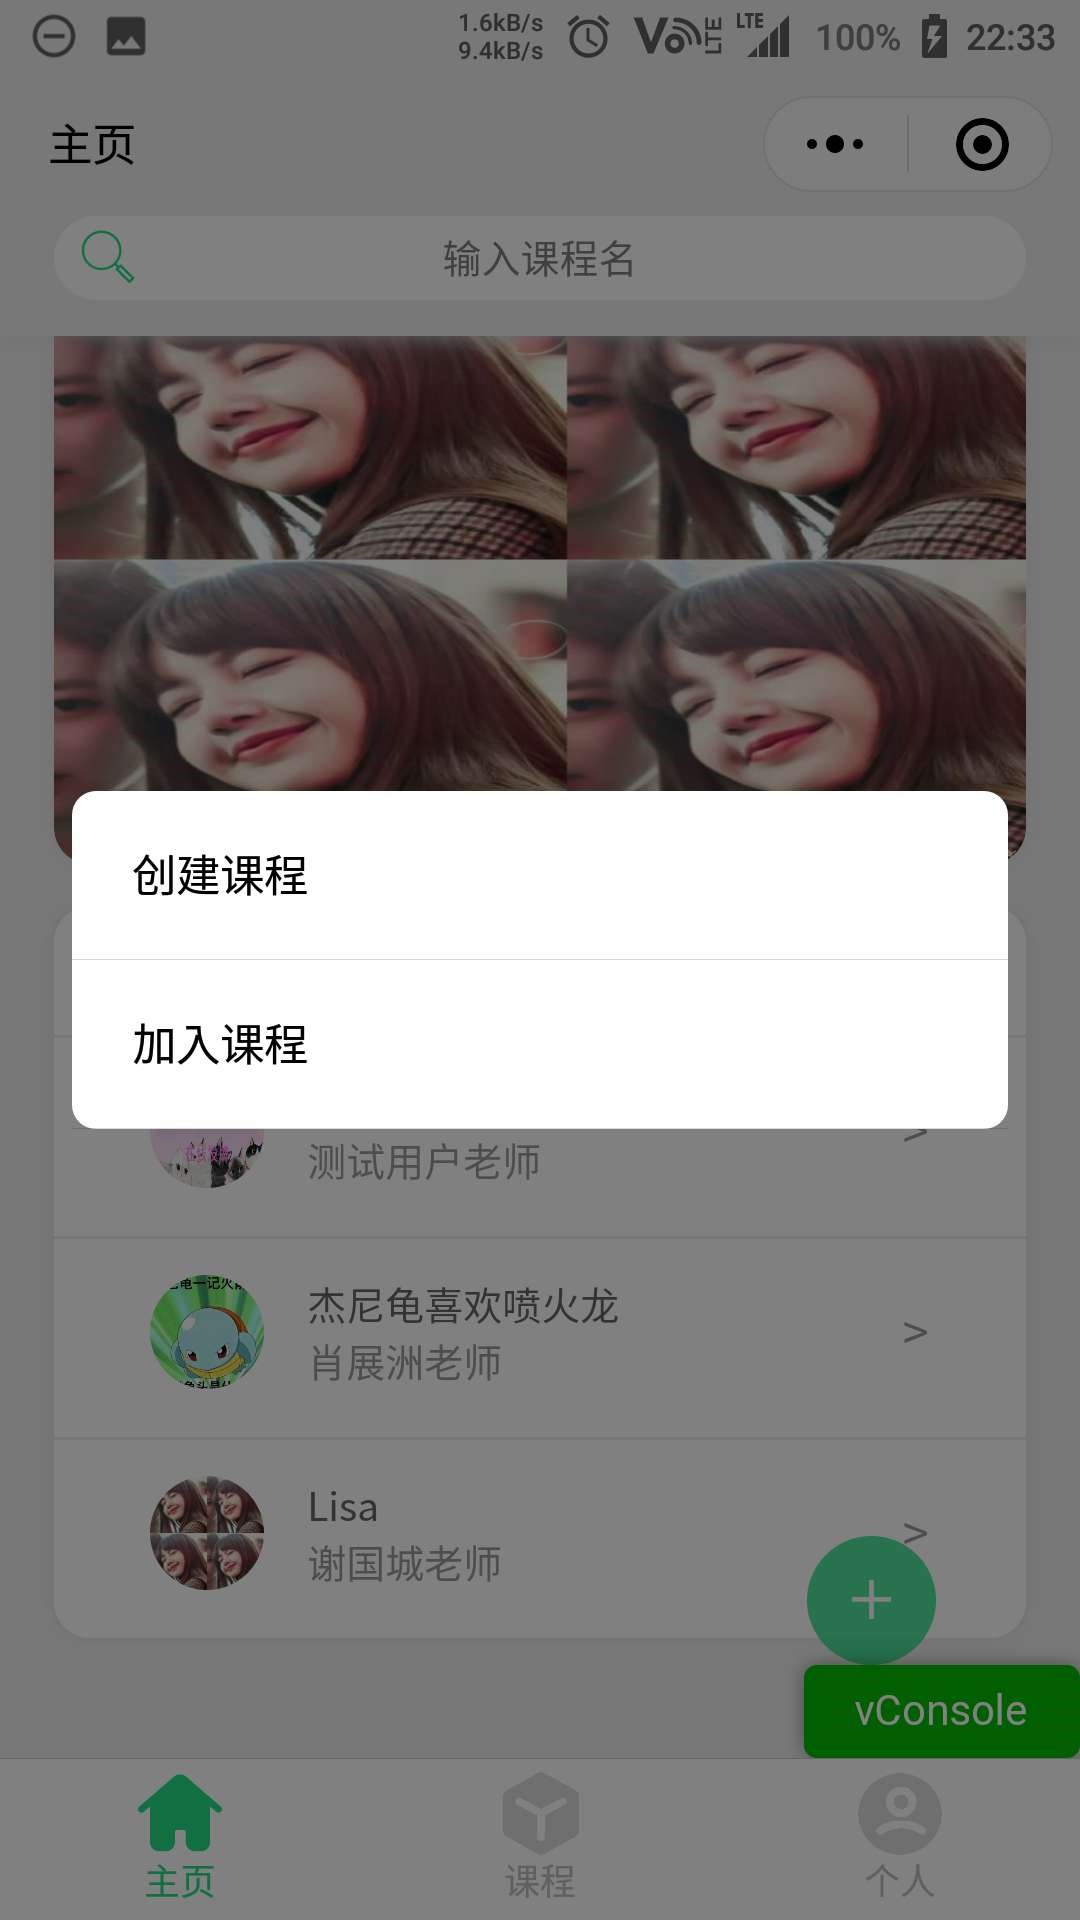 1.6kB/s
9.4kB/s
LTE
LTE
100%
22:33
主页
输入课程名
创建课程
加入课程
测试用户老师
>
杰尼龟喜欢喷火龙
肖展洲老师
>
Lisa
谢国城老师
>
+
vConsole
主页
课程
个人